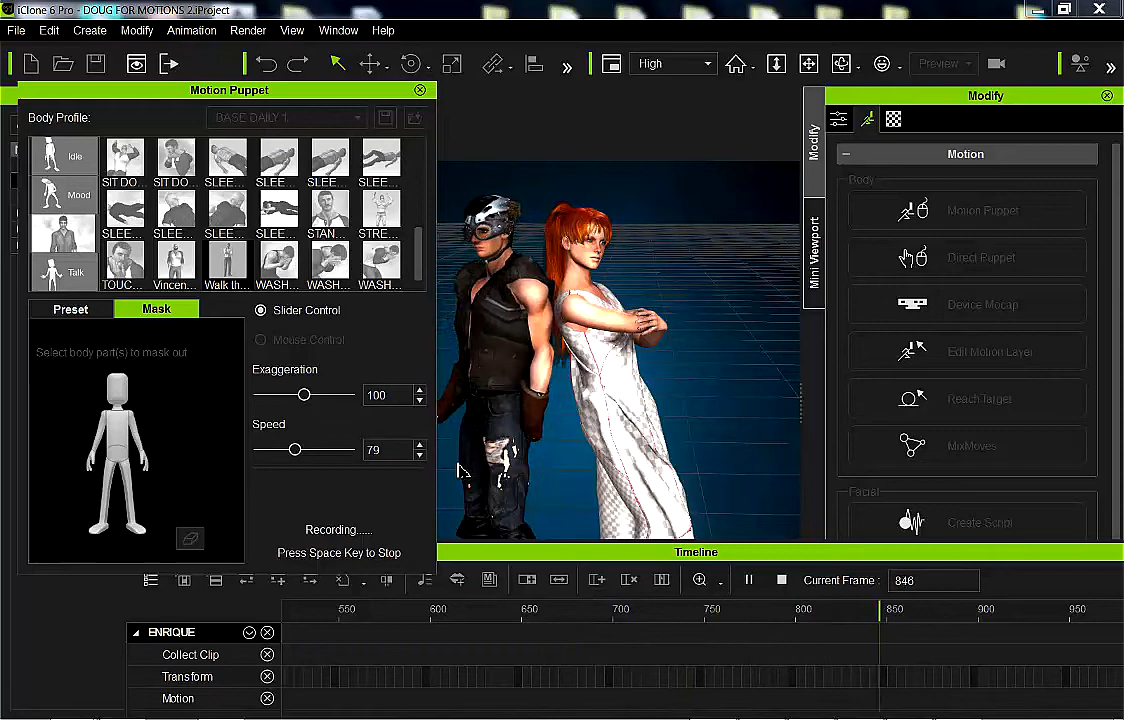 iClone 6 Pro - DOUG FOR MOTIONS 2.iProject
File Edit Create Modify Animation Render View Window Help
High
Preview
Motion Puppet
Body Profile:
BASE DAILY 1.
Idle
Mood
Talk
SIT DO... SIT DO... SLEE... SLEE... SLEE... SLEE...
SLEE... SLEE... SLEE... SLEE... STAN... STRE...
TOUC... Vincen... Walk th... WASH... WASH... WASH...
Preset
Mask
Select body part(s) to mask out
Slider Control
Mouse Control
Exaggeration
100
Speed
79
Recording......
Press Space Key to Stop
Modify
Mini Viewport
Modify
Motion
Body
Motion Puppet
Direct Puppet
Device Mocap
Edit Motion Layer
Reach Target
MixMoves
Facial
Create Script
Timeline
Current Frame :
846
550 600 650 700 750 800 850 900 950
ENRIQUE
Collect Clip
Transform
Motion